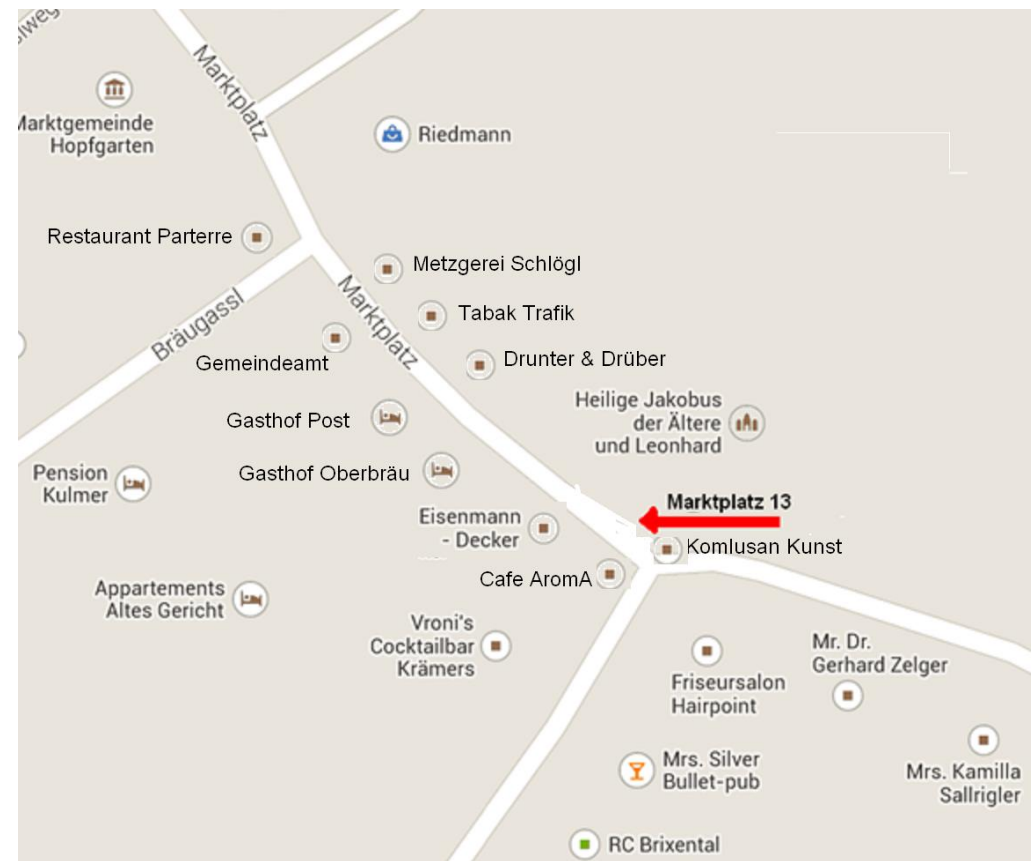 Marktplatz
Marktgemeinde
Hopfgarten
Riedmann
Restaurant Parterre
Metzgerei Schlögl
Marktplatz
Tabak Trafik
Bräugassl
Gemeindeamt
Drunter & Drüber
Heilige Jakobus
der Ältere
und Leonhard
Gasthof Post
Pension
Kulmer
Gasthof Oberbräu
Marktplatz 13
Eisenmann
- Decker
Komlusan Kunst
Cafe AromA
Appartements
Altes Gericht
Vroni's
Cocktailbar
Krämers
Mr. Dr.
Gerhard Zelger
Friseursalon
Hairpoint
Mrs. Silver
Bullet-pub
Mrs. Kamilla
Sallrigler
RC Brixental